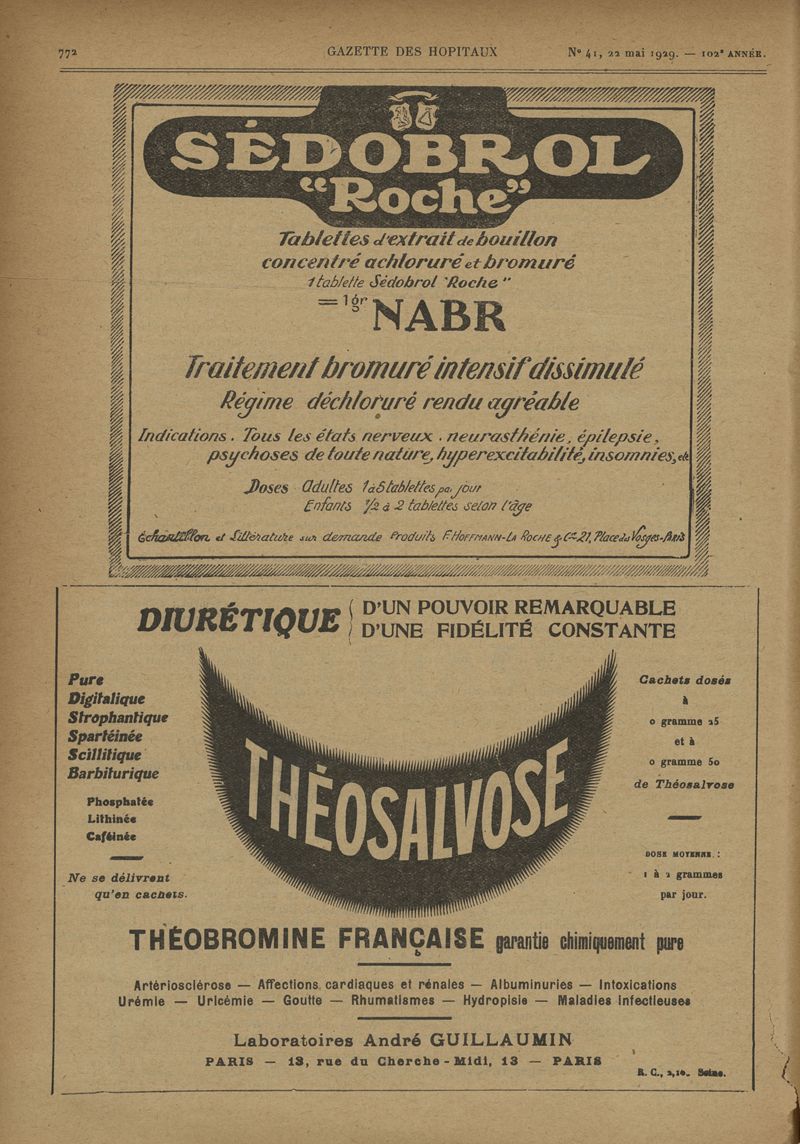 772
GAZETTE DES HOPITAUX
N° 41, 22 mai 1929. — 102e ANNÉE.
SÉDOBROL
"Roche"
Tablettes d'extrait de bouillon
concentré achloruré et bromuré
1 tablette Sédobrol "Roche"
= 1gr NABR
Traitement bromuré intensif dissimulé
Régime déchloruré rendu agréable
Indications. Tous les états nerveux. neurasthénie, épilepsie,
psychoses de toute nature, hyperexcitabilité, insomnies, etc
Doses Adultes 1 à 5 tablettes par jour
Enfants 1/2 à 2 tablettes selon l'âge
Échantillon et Littérature sur demande Produits F. HOFFMANN-LA ROCHE & Cie 21, Place des Vosges-Paris
DIURÉTIQUE { D'UN POUVOIR REMARQUABLE
D'UNE FIDÉLITÉ CONSTANTE
Pure
Digitalique
Strophantique
Spartéinée
Scillitique
Barbiturique
Phosphatée
Lithinée
Caféinée
Ne se délivrent
qu'en cachets.
THÉOSALVOSE
Cachets dosés
à
0 gramme 25
et à
0 gramme 50
de Théosalvose
DOSE MOYENNE :
1 à 2 grammes
par jour.
THÉOBROMINE FRANÇAISE garantie chimiquement pure
Artériosclérose — Affections cardiaques et rénales — Albuminuries — Intoxications
Urémie — Uricémie — Goutte — Rhumatismes — Hydropisie — Maladies Infectieuses
Laboratoires André GUILLAUMIN
PARIS — 13, rue du Cherche-Midi, 13 — PARIS
R. C., 2,10. Seine.